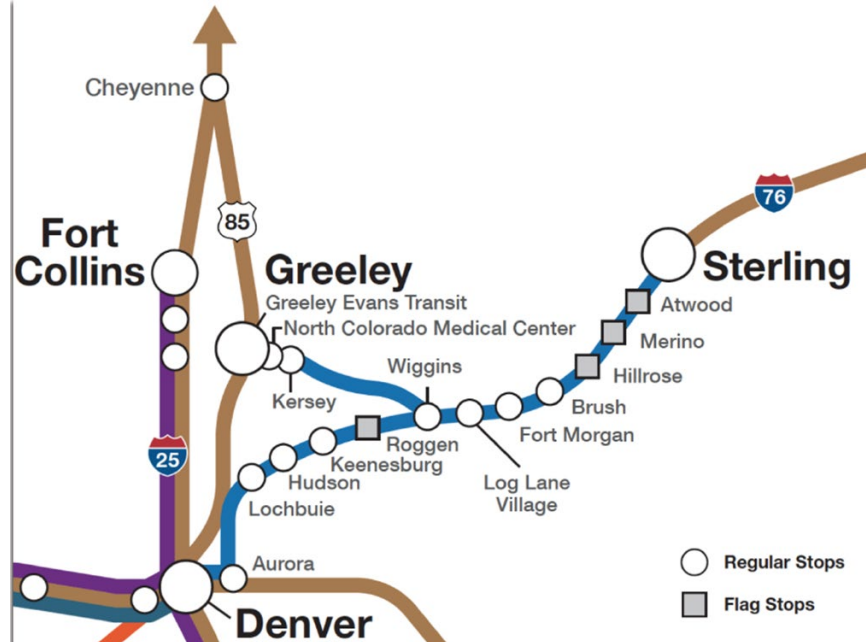 Cheyenne
85
76
Fort
Collins
Greeley
Sterling
Greeley Evans Transit
Atwood
North Colorado Medical Center
Merino
Wiggins
Hillrose
Kersey
Brush
Fort Morgan
Roggen
Keenesburg
25
Hudson
Log Lane
Village
Lochbuie
Aurora
Regular Stops
Flag Stops
Denver